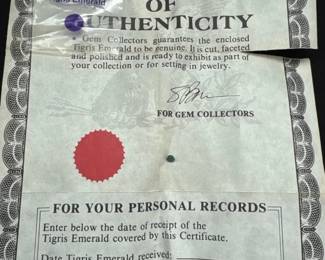 Tigris Emerald
OF
AUTHENTICITY
• Gem Collectors guarantees the enclosed
Tigris Emerald to be genuine. It is cut, faceted
and polished and is ready to exhibit as part of
your collection or for setting in jewelry.
FOR GEM COLLECTORS
FOR YOUR PERSONAL RECORDS
Enter below the date of receipt of the
Tigris Emerald covered by this Certificate.
Date Tigris Emerald received: